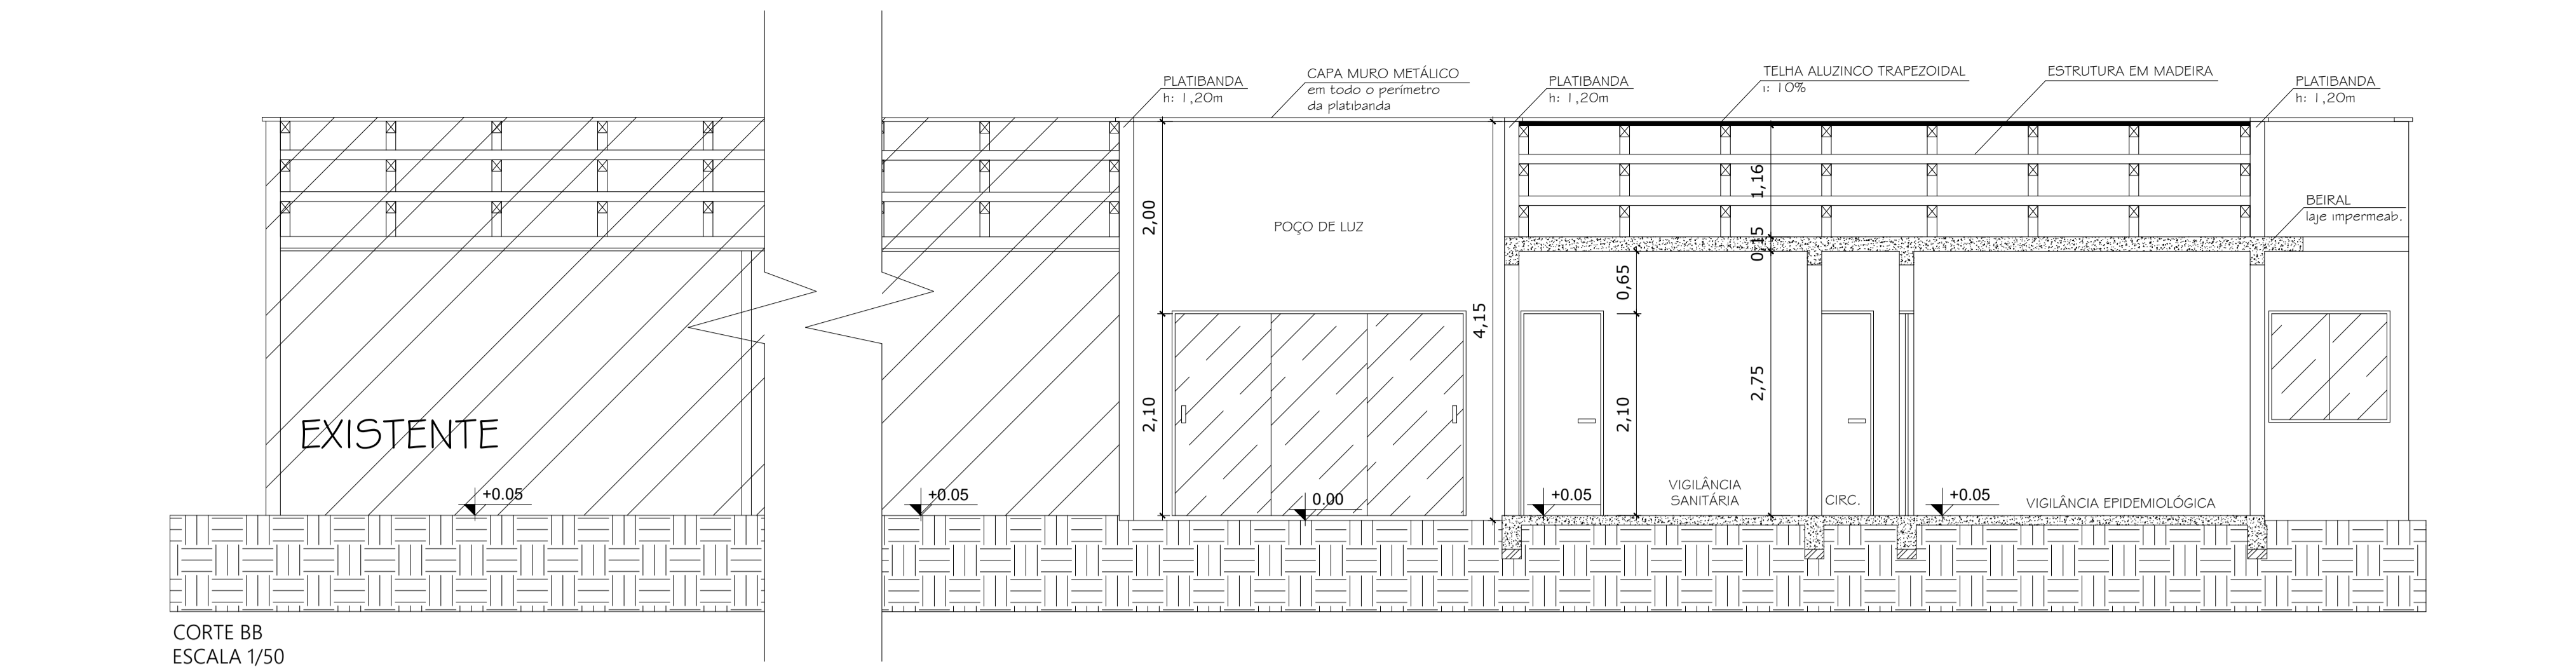 PLATIBANDA
h: 1,20m
CAPA MURO METÁLICO
em todo o perímetro
da platibanda
PLATIBANDA
h: 1,20m
TELHA ALUZINCO TRAPEZOIDAL
i: 10%
ESTRUTURA EM MADEIRA
PLATIBANDA
h: 1,20m
BEIRAL
laje impermeab.
2,00
POÇO DE LUZ
1,16
0,15
0,65
4,15
2,10
2,10
2,75
EXISTENTE
+0.05
+0.05
0.00
+0.05
+0.05
VIGILÂNCIA
SANITÁRIA
CIRC.
VIGILÂNCIA EPIDEMIOLÓGICA
CORTE BB
ESCALA 1/50